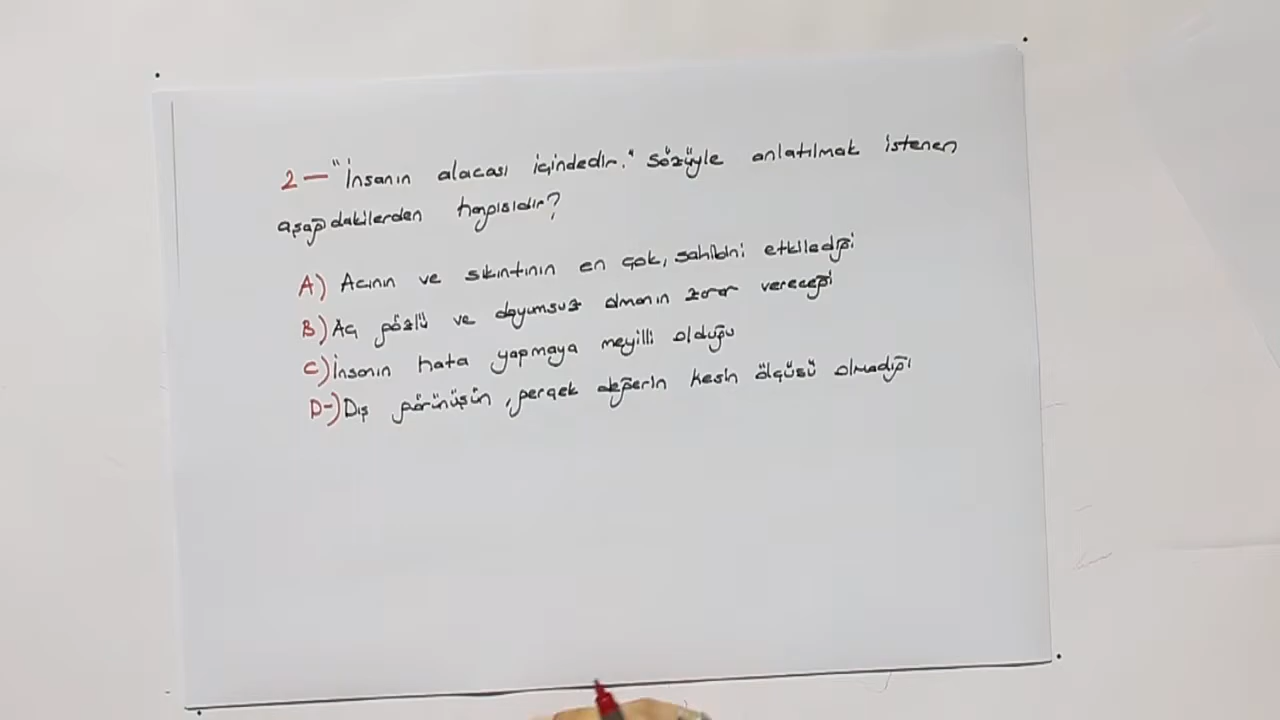 2 — "İnsanın alacası içindedir." sözüyle anlatılmak istenen
aşağıdakilerden hangisidir?
A) Acının ve sıkıntının en çok, sahibini etkilediği
B) Aç gözlü ve doyumsuz olmanın zarar vereceği
C) İnsanın hata yapmaya meyilli olduğu
D-) Dış görünüşün, gerçek değerin kesin ölçüsü olmadığı